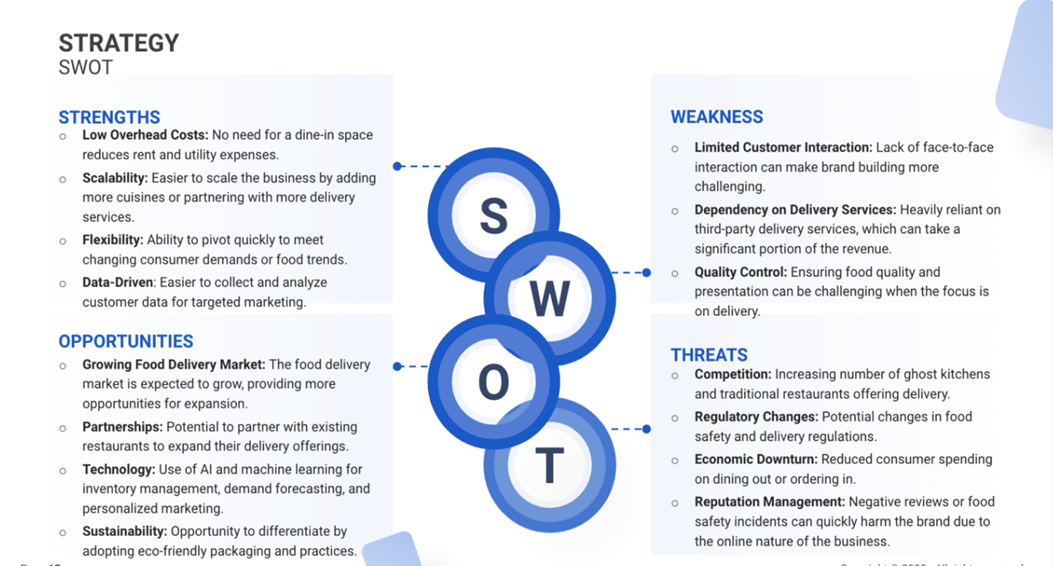 STRATEGY
SWOT
STRENGTHS
○ Low Overhead Costs: No need for a dine-in space
reduces rent and utility expenses.
○ Scalability: Easier to scale the business by adding
more cuisines or partnering with more delivery
services.
○ Flexibility: Ability to pivot quickly to meet
changing consumer demands or food trends.
○ Data-Driven: Easier to collect and analyze
customer data for targeted marketing.
OPPORTUNITIES
○ Growing Food Delivery Market: The food delivery
market is expected to grow, providing more
opportunities for expansion.
○ Partnerships: Potential to partner with existing
restaurants to expand their delivery offerings.
○ Technology: Use of AI and machine learning for
inventory management, demand forecasting, and
personalized marketing.
○ Sustainability: Opportunity to differentiate by
adopting eco-friendly packaging and practices.
S
W
O
T
WEAKNESS
○ Limited Customer Interaction: Lack of face-to-face
interaction can make brand building more
challenging.
○ Dependency on Delivery Services: Heavily reliant on
third-party delivery services, which can take a
significant portion of the revenue.
○ Quality Control: Ensuring food quality and
presentation can be challenging when the focus is
on delivery.
THREATS
○ Competition: Increasing number of ghost kitchens
and traditional restaurants offering delivery.
○ Regulatory Changes: Potential changes in food
safety and delivery regulations.
○ Economic Downturn: Reduced consumer spending
on dining out or ordering in.
○ Reputation Management: Negative reviews or food
safety incidents can quickly harm the brand due to
the online nature of the business.